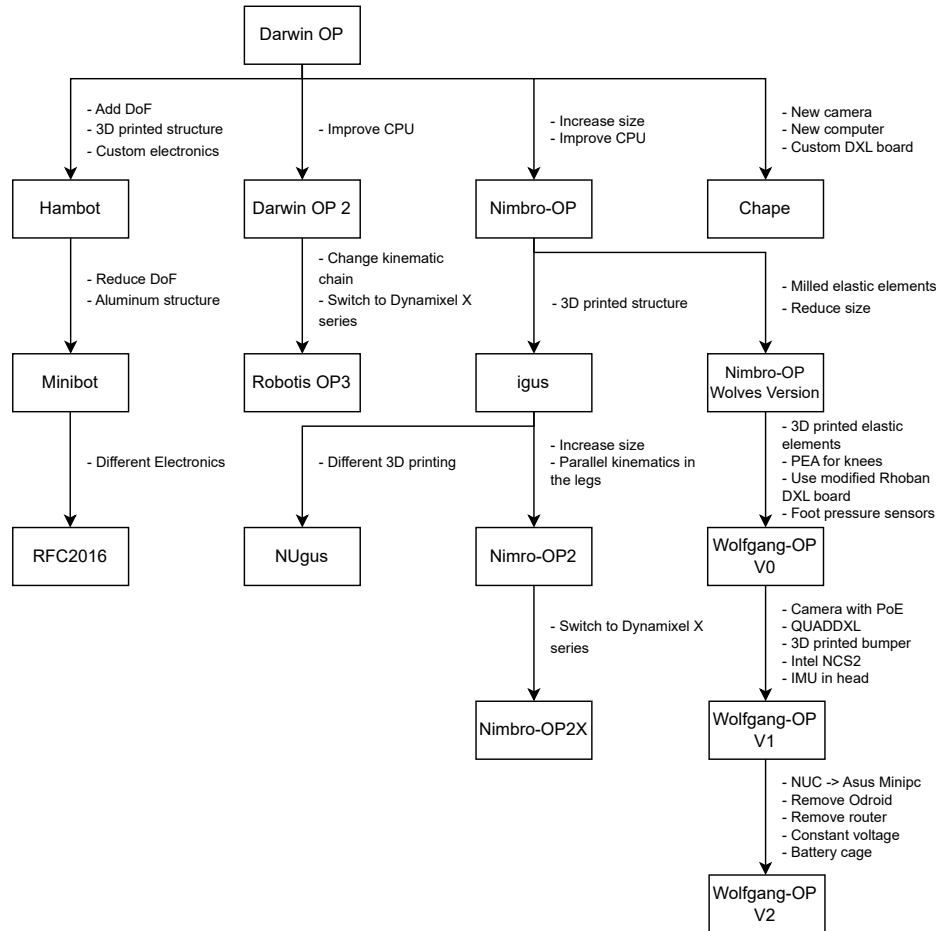 Darwin OP
- Add DoF
- 3D printed structure
- Custom electronics
- Improve CPU
- Increase size
- Improve CPU
- New camera
- New computer
- Custom DXL board
Hambot
Darwin OP 2
Nimbro-OP
Chape
- Reduce DoF
- Aluminum structure
- Change kinematic
chain
- Switch to Dynamixel X
series
- 3D printed structure
- Milled elastic elements
- Reduce size
Minibot
Robotis OP3
igus
Nimbro-OP
Wolves Version
- Different Electronics
- Different 3D printing
- Increase size
- Parallel kinematics in
the legs
- 3D printed elastic
elements
- PEA for knees
- Use modified Rhoban
DXL board
- Foot pressure sensors
RFC2016
NUgus
Nimro-OP2
Wolfgang-OP
V0
- Switch to Dynamixel X
series
- Camera with PoE
- QUADDXL
- 3D printed bumper
- Intel NCS2
- IMU in head
Nimbro-OP2X
Wolfgang-OP
V1
- NUC -> Asus Minipc
- Remove Odroid
- Remove router
- Constant voltage
- Battery cage
Wolfgang-OP
V2